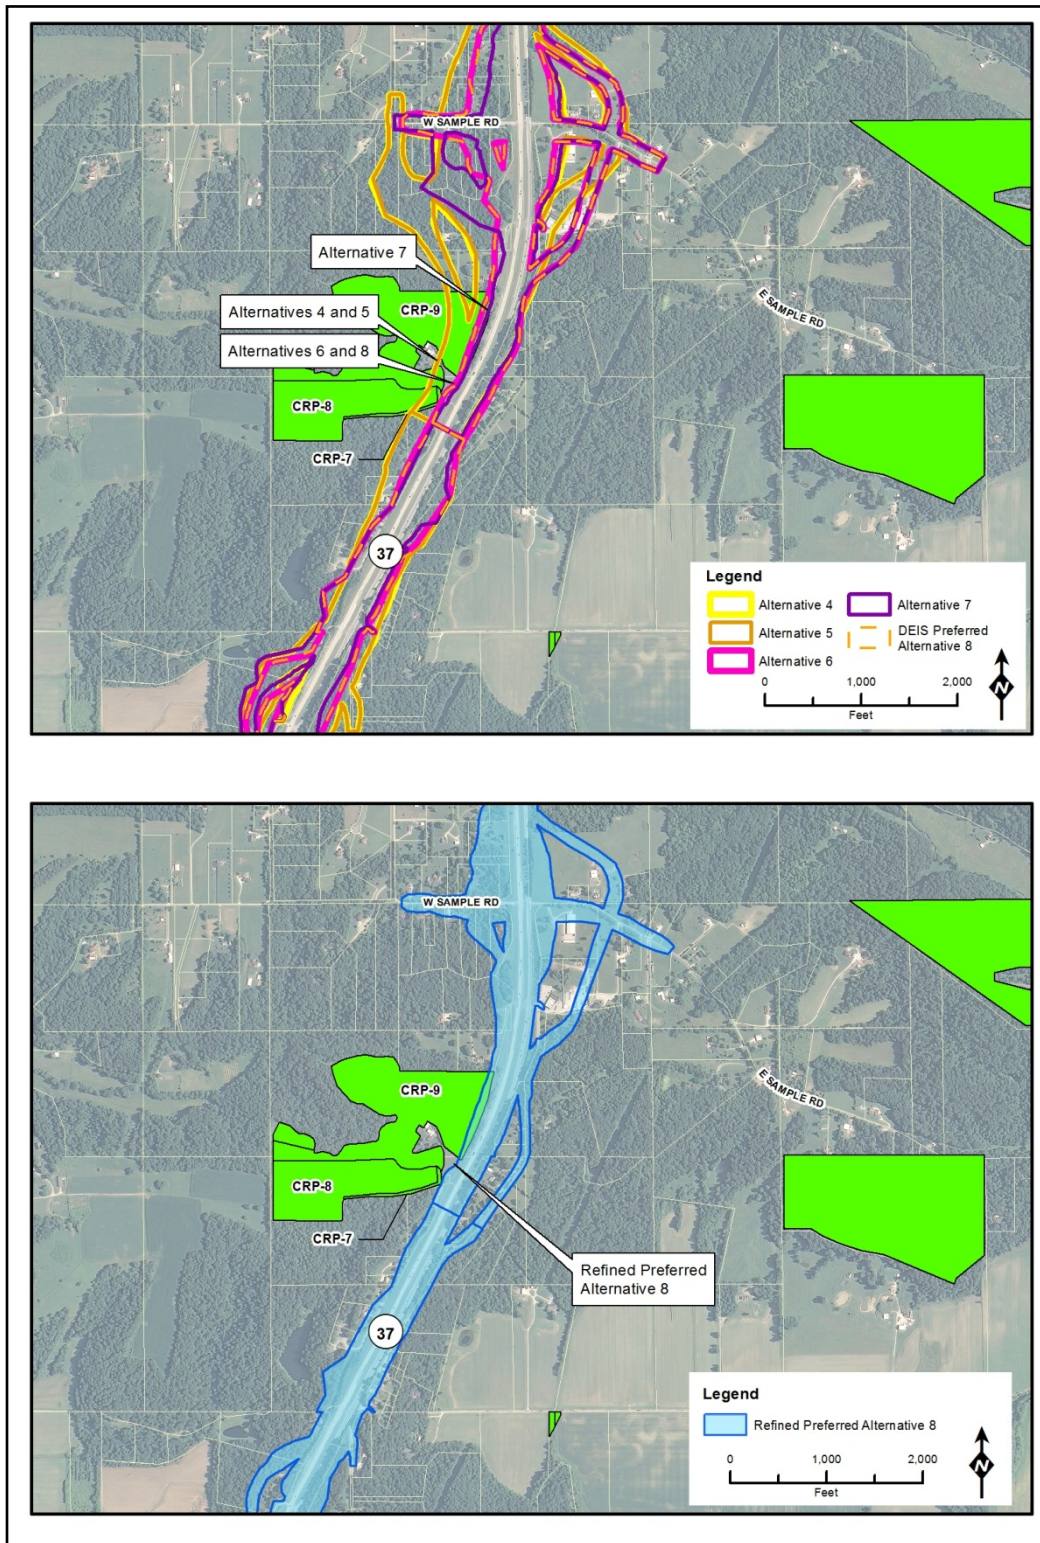 W SAMPLE RD
Alternative 7
CRP-9
Alternatives 4 and 5
Alternatives 6 and 8
CRP-8
CRP-7
E SAMPLE RD
37
Legend
Alternative 4
Alternative 5
Alternative 6
Alternative 7
DEIS Preferred
Alternative 8
0 1,000 2,000
Feet
N
W SAMPLE RD
CRP-9
E SAMPLE RD
CRP-8
CRP-7
Refined Preferred
Alternative 8
37
Legend
Refined Preferred Alternative 8
0 1,000 2,000
Feet
N